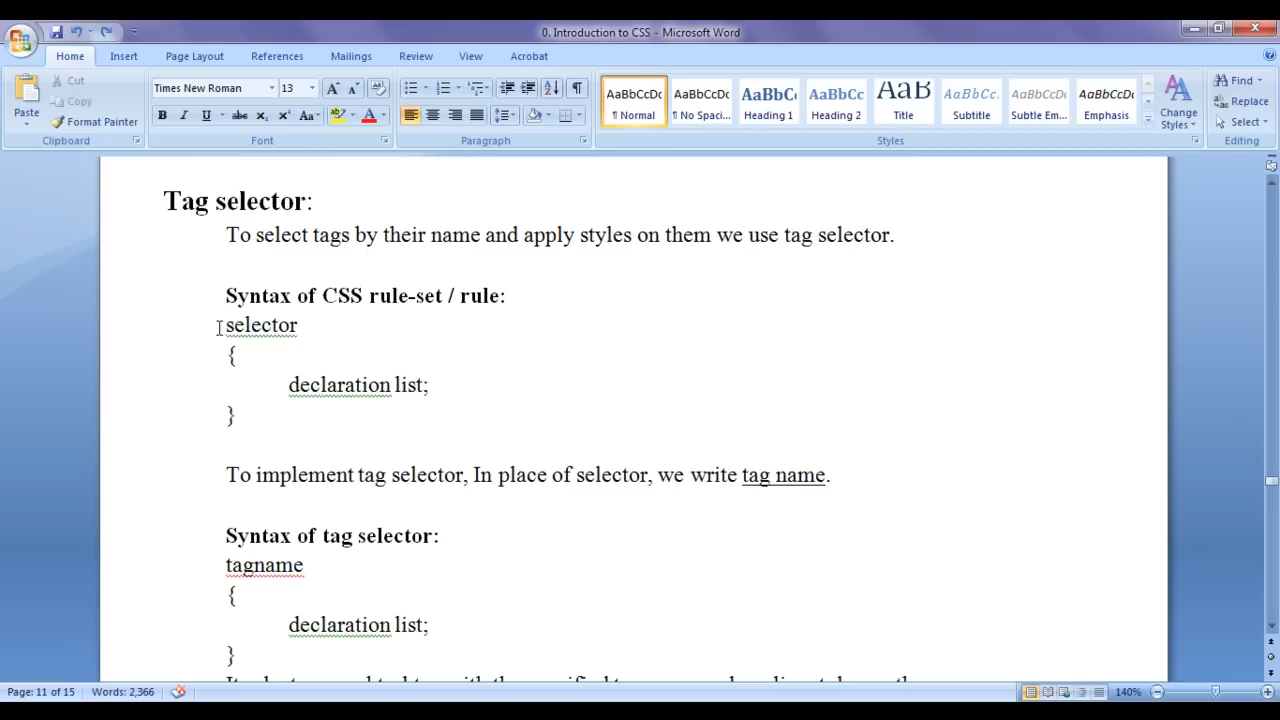 0. Introduction to CSS - Microsoft Word
Home Insert Page Layout References Mailings Review View Add-Ins Acrobat
Paste
Cut
Copy
Format Painter
Clipboard
Times New Roman 13
Font
Paragraph
AaBbCcDc AaBbCcDc AaBbCc AaBbCc AaB AaBbCc. AaBbCcDc AaBbCcDc
¶ Normal ¶ No Spaci... Heading 1 Heading 2 Title Subtitle Subtle Em... Emphasis
Change Styles
Styles
Find
Replace
Select
Editing
Tag selector:
To select tags by their name and apply styles on them we use tag selector.
Syntax of CSS rule-set / rule:
selector
{
declaration list;
}
To implement tag selector, In place of selector, we write tag name.
Syntax of tag selector:
tagname
{
declaration list;
}
Page: 11 of 15 Words: 2,366 140%